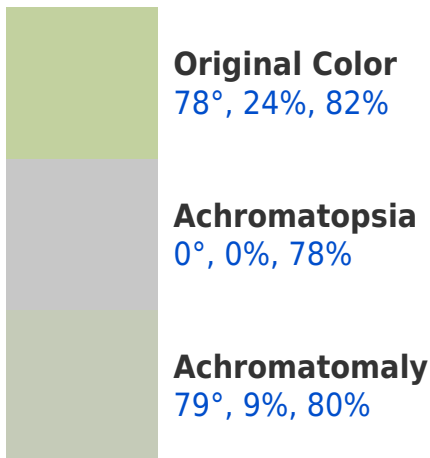 Original Color
78°, 24%, 82%
Achromatopsia
0°, 0%, 78%
Achromatomaly
79°, 9%, 80%